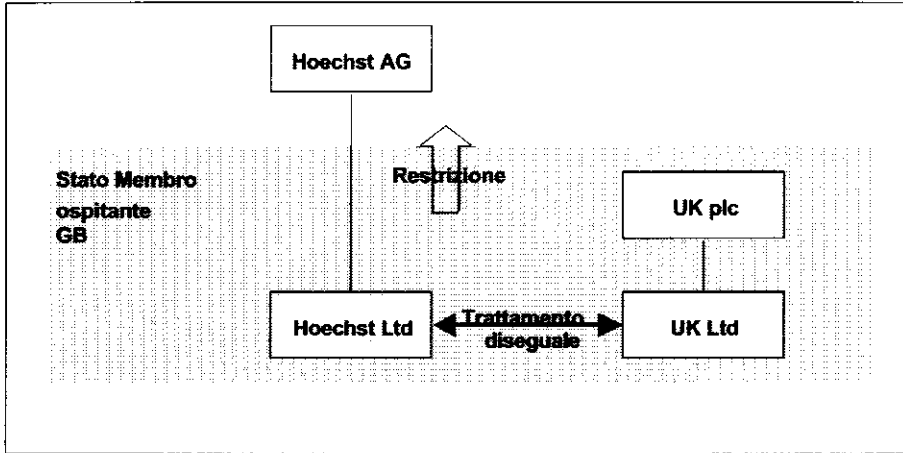 Hoechst AG
Stato Membro
ospitante
GB
Restrizione
UK plc
Hoechst Ltd
Trattamento
diseguale
UK Ltd